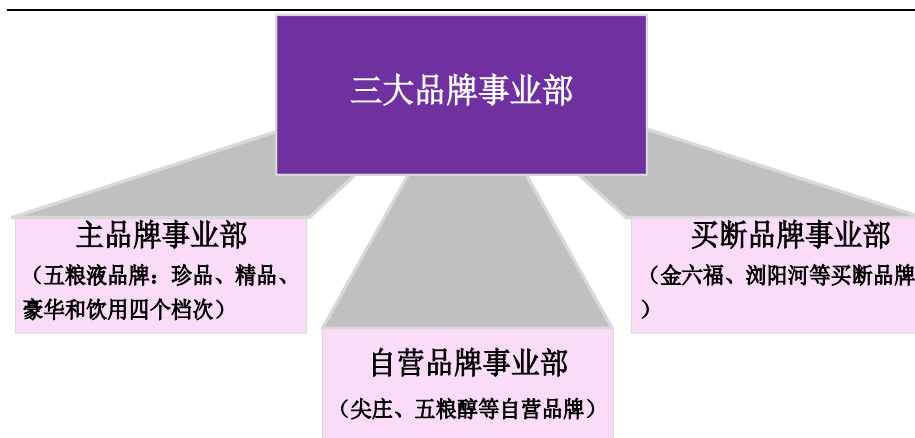 三大品牌事业部
主品牌事业部
（五粮液品牌：珍品、精品、
豪华和饮用四个档次）
买断品牌事业部
（金六福、浏阳河等买断品牌
）
自营品牌事业部
（尖庄、五粮醇等自营品牌）